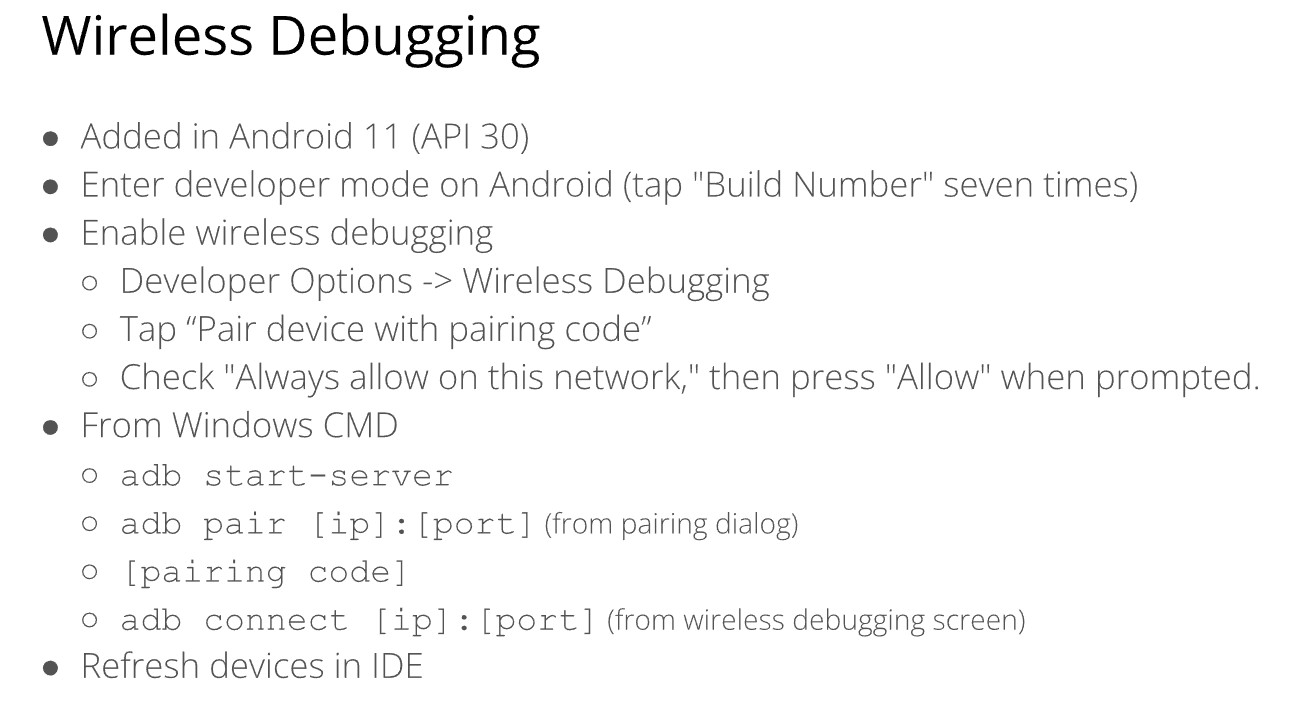 Wireless Debugging
● Added in Android 11 (API 30)
● Enter developer mode on Android (tap "Build Number" seven times)
● Enable wireless debugging
○ Developer Options -> Wireless Debugging
○ Tap “Pair device with pairing code”
○ Check "Always allow on this network," then press "Allow" when prompted.
● From Windows CMD
○ adb start-server
○ adb pair [ip]:[port] (from pairing dialog)
○ [pairing code]
○ adb connect [ip]:[port] (from wireless debugging screen)
● Refresh devices in IDE